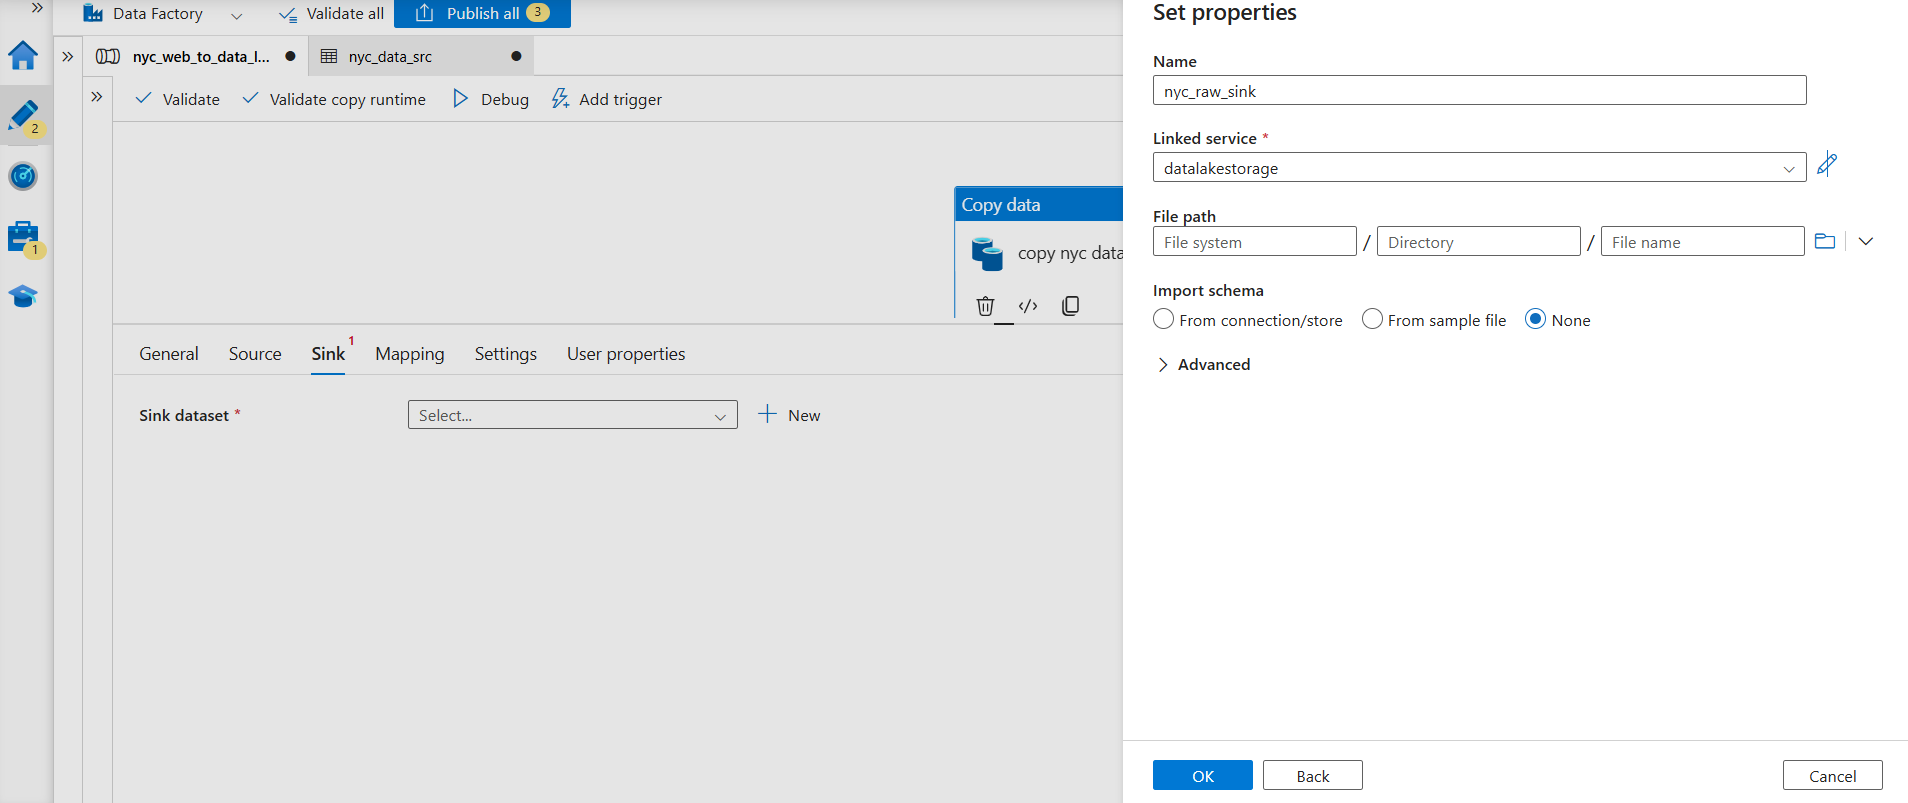 Data Factory
Validate all
Publish all 3
nyc_web_to_data_l...
nyc_data_src
Validate
Validate copy runtime
Debug
Add trigger
2
1
Copy data
copy nyc data
General
Source
Sink 1
Mapping
Settings
User properties
Sink dataset *
Select...
New
Set properties
Name
nyc_raw_sink
Linked service *
datalakestorage
File path
File system / Directory / File name
Import schema
From connection/store
From sample file
None
Advanced
OK
Back
Cancel